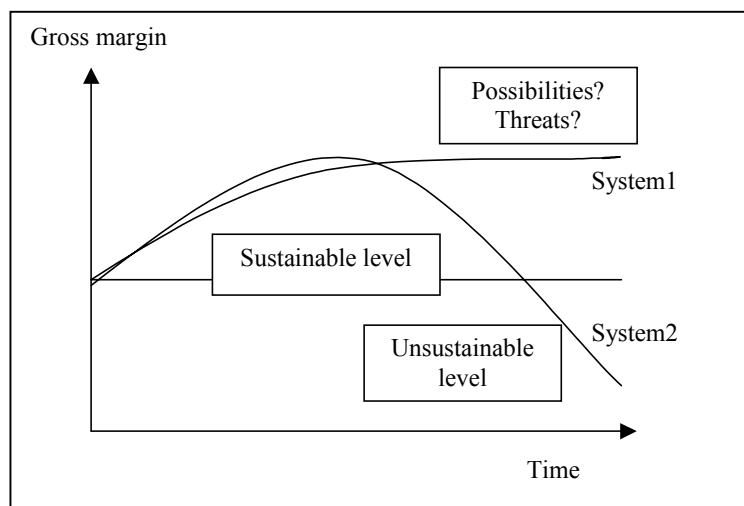 Gross margin
Possibilities?
Threats?
System1
Sustainable level
System2
Unsustainable
level
Time